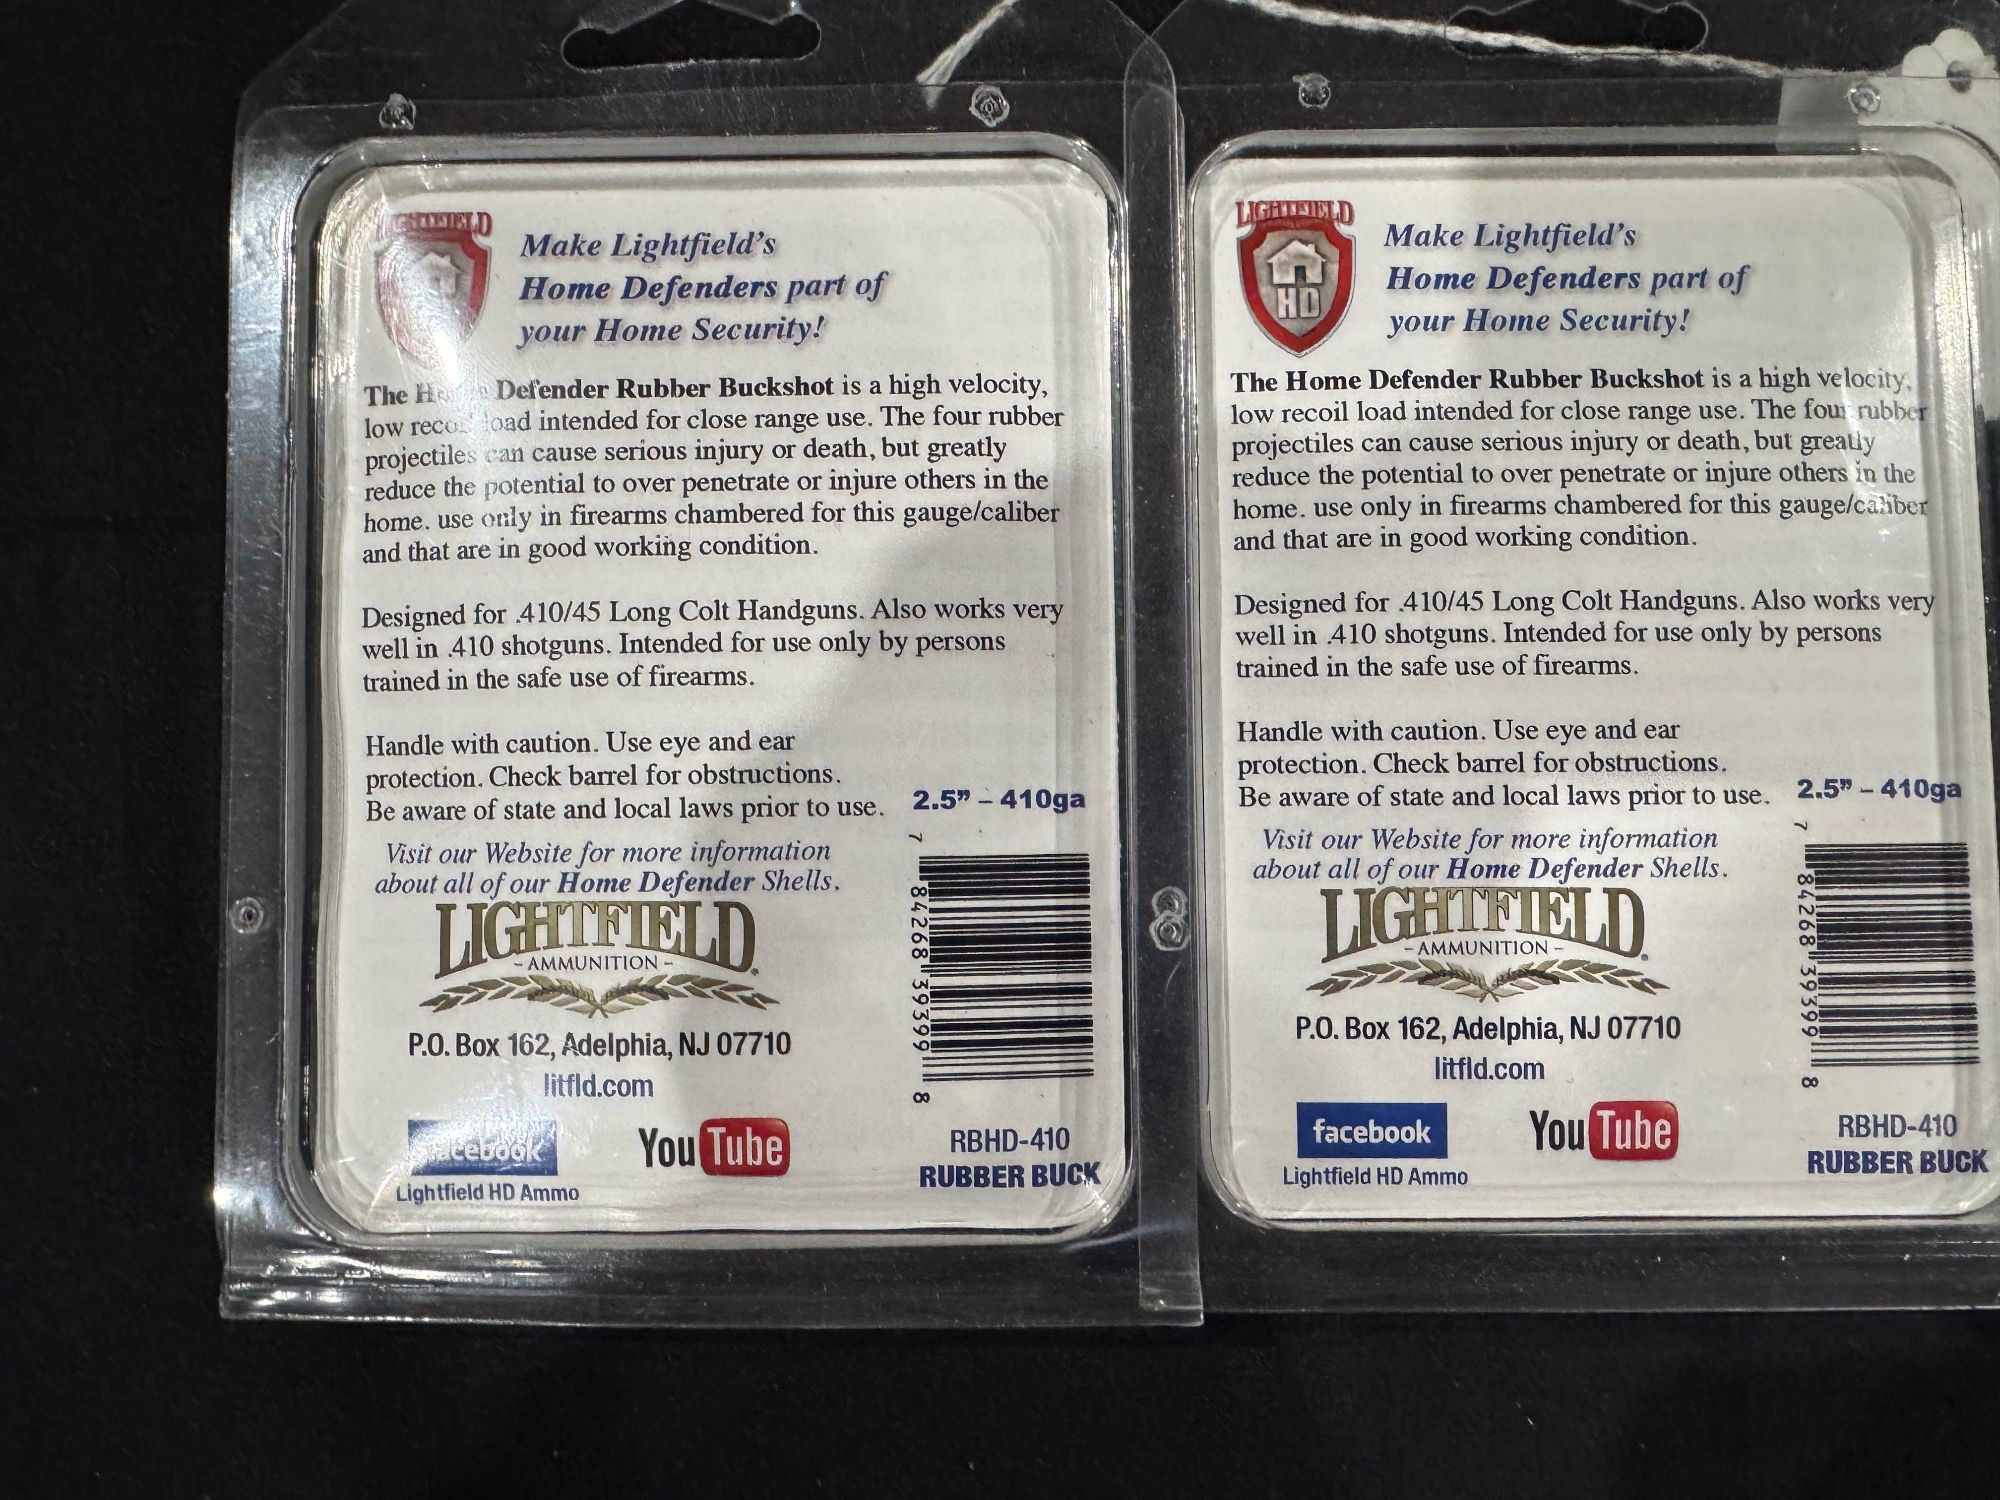 LIGHTFIELD
Make Lightfield's
Home Defenders part of
your Home Security!
The Defender Rubber Buckshot is a high velocity,
low recoil load intended for close range use. The four rubber
projectiles can cause serious injury or death, but greatly
reduce the potential to over penetrate or injure others in the
home. use only in firearms chambered for this gauge/caliber
and that are in good working condition.
Designed for .410/45 Long Colt Handguns. Also works very
well in .410 shotguns. Intended for use only by persons
trained in the safe use of firearms.
Handle with caution. Use eye and ear
protection. Check barrel for obstructions.
Be aware of state and local laws prior to use.
2.5” – 410ga
Visit our Website for more information
about all of our Home Defender Shells.
LIGHTFIELD
- AMMUNITION -
P.O. Box 162, Adelphia, NJ 07710
litfld.com
facebook
YouTube
Lightfield HD Ammo
7 84268 39399 8
RBHD-410
RUBBER BUCK
LIGHTFIELD
HD
Make Lightfield's
Home Defenders part of
your Home Security!
The Home Defender Rubber Buckshot is a high velocity,
low recoil load intended for close range use. The four rubber
projectiles can cause serious injury or death, but greatly
reduce the potential to over penetrate or injure others in the
home. use only in firearms chambered for this gauge/caliber
and that are in good working condition.
Designed for .410/45 Long Colt Handguns. Also works very
well in .410 shotguns. Intended for use only by persons
trained in the safe use of firearms.
Handle with caution. Use eye and ear
protection. Check barrel for obstructions.
Be aware of state and local laws prior to use.
2.5” – 410ga
Visit our Website for more information
about all of our Home Defender Shells.
LIGHTFIELD
- AMMUNITION -
P.O. Box 162, Adelphia, NJ 07710
litfld.com
facebook
YouTube
Lightfield HD Ammo
7 84268 39399 8
RBHD-410
RUBBER BUCK